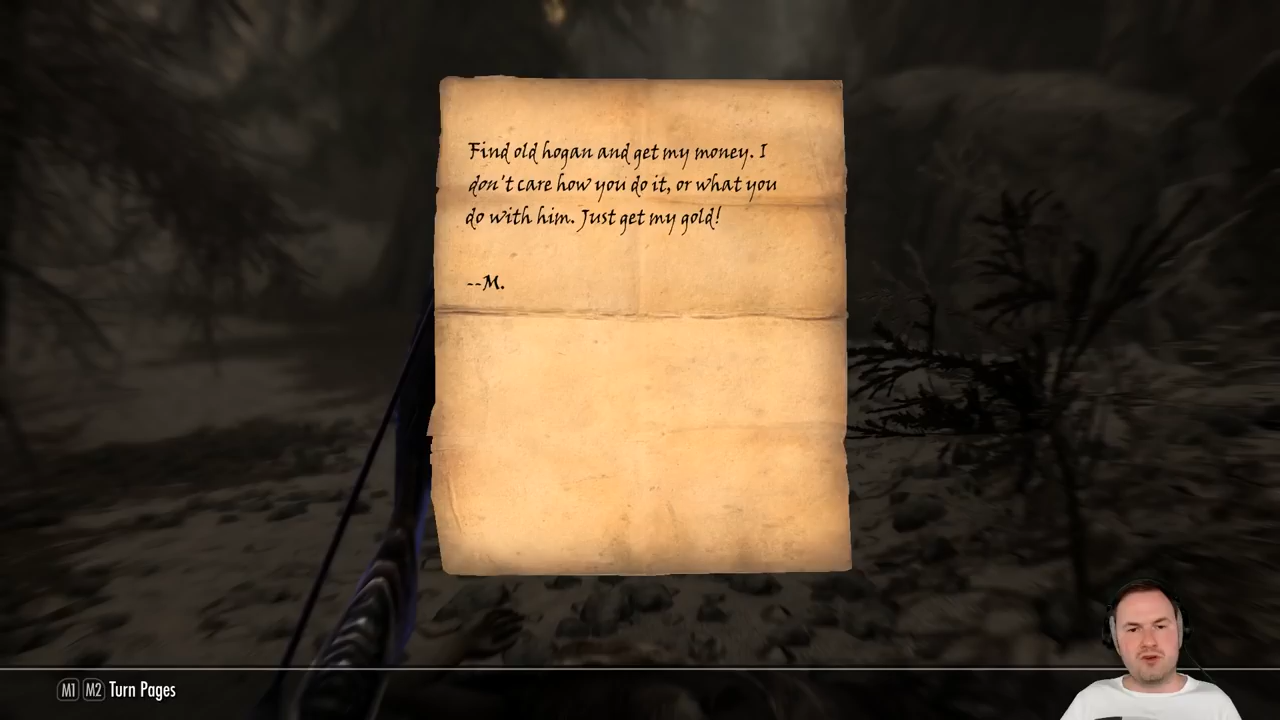 Find old hogan and get my money. I
don't care how you do it, or what you
do with him. Just get my gold!
--M.
M1 M2 Turn Pages